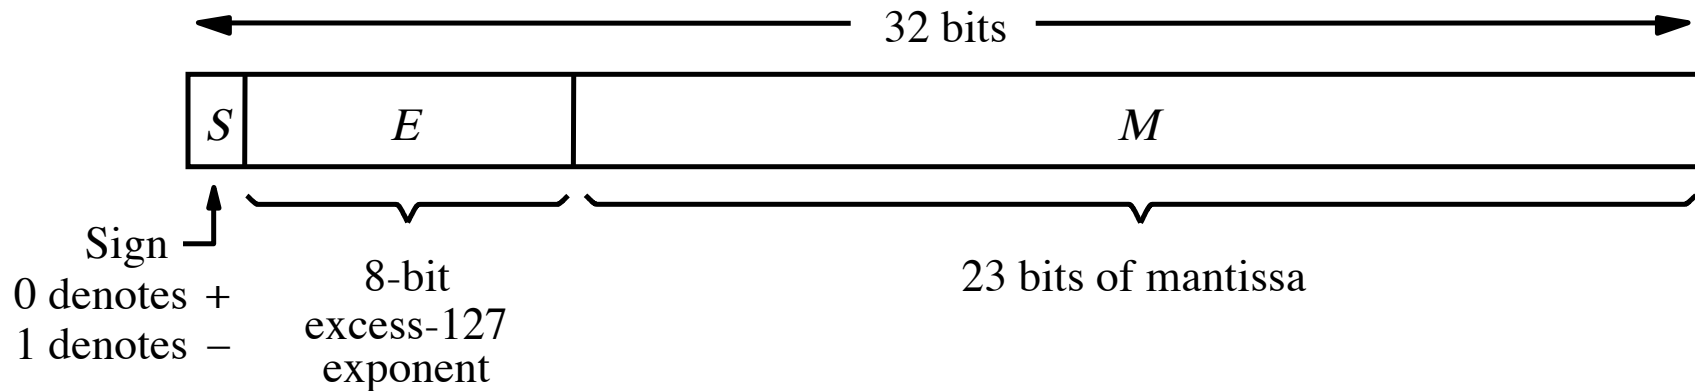 32 bits
S
E
M
Sign
0 denotes +
1 denotes −
8-bit
excess-127
exponent
23 bits of mantissa